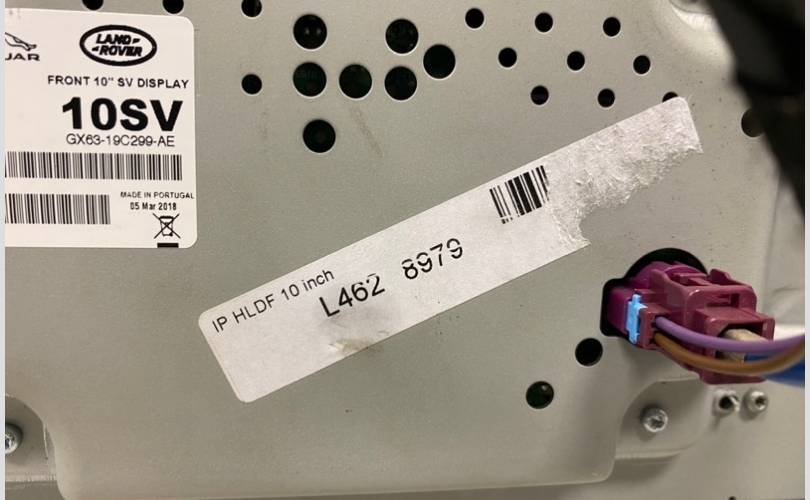 LAND
ROVER
UAR
FRONT 10" SV DISPLAY
10SV
GX63-19C299-AE
MADE IN PORTUGAL
05 Mar 2018
IP HLDF 10 inch
L462 8979